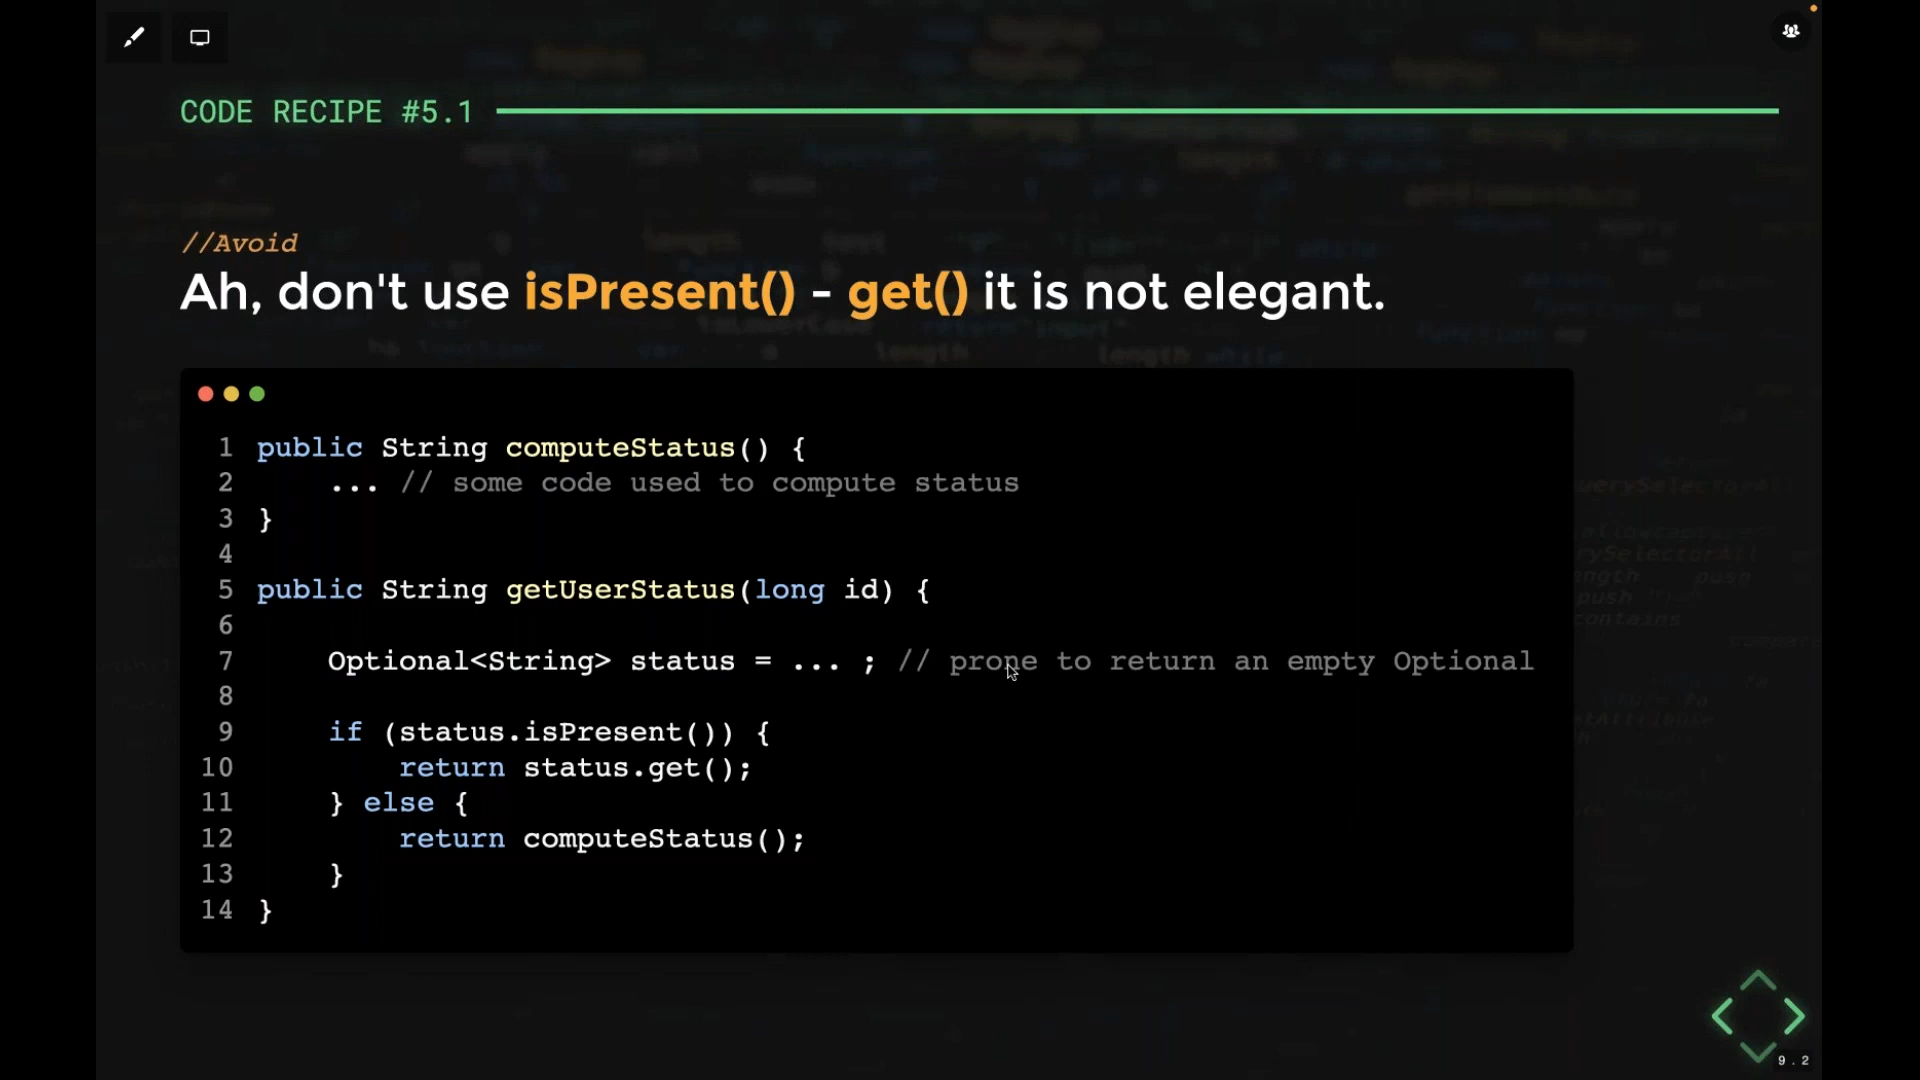 CODE RECIPE #5.1
//Avoid
Ah, don't use isPresent() - get() it is not elegant.
1 public String computeStatus() {
2 ... // some code used to compute status
3 }
4
5 public String getUserStatus(long id) {
6
7 Optional<String> status = ... ; // prone to return an empty Optional
8
9 if (status.isPresent()) {
10 return status.get();
11 } else {
12 return computeStatus();
13 }
14 }
9.2